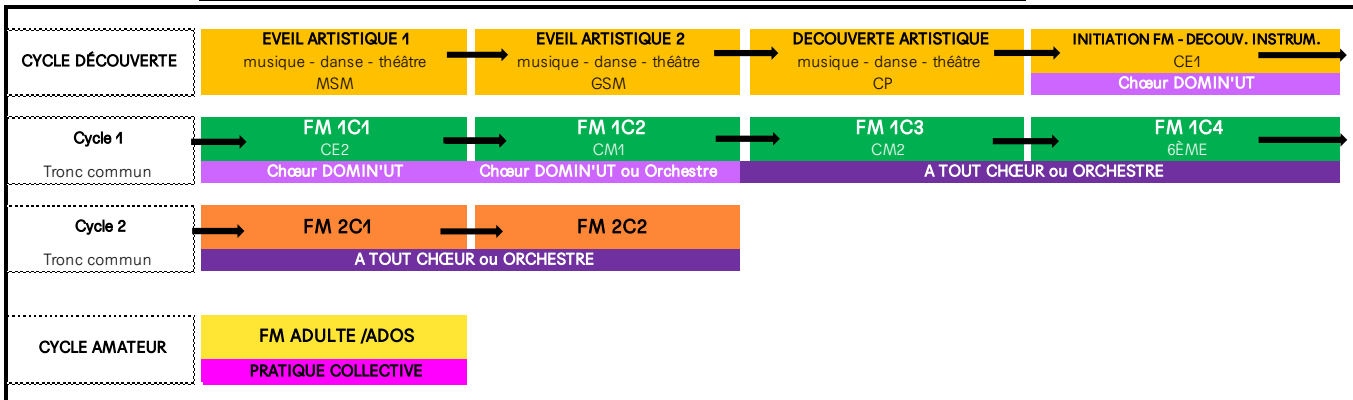 CYCLE DÉCOUVERTE
EVEIL ARTISTIQUE 1
musique - danse - théâtre
MSM
EVEIL ARTISTIQUE 2
musique - danse - théâtre
GSM
DECOUVERTE ARTISTIQUE
musique - danse - théâtre
CP
INITIATION FM - DECOUV. INSTRUM.
CE1
Chœur DOMIN'UT
Cycle 1
Tronc commun
FM 1C1
CE2
Chœur DOMIN'UT
FM 1C2
CM1
Chœur DOMIN'UT ou Orchestre
FM 1C3
CM2
FM 1C4
6ÈME
A TOUT CHŒUR ou ORCHESTRE
Cycle 2
Tronc commun
FM 2C1
FM 2C2
A TOUT CHŒUR ou ORCHESTRE
CYCLE AMATEUR
FM ADULTE /ADOS
PRATIQUE COLLECTIVE